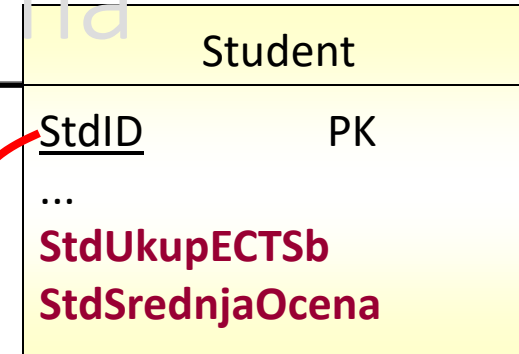 Student
StdID PK
...
StdUkupECTSb
StdSrednjaOcena